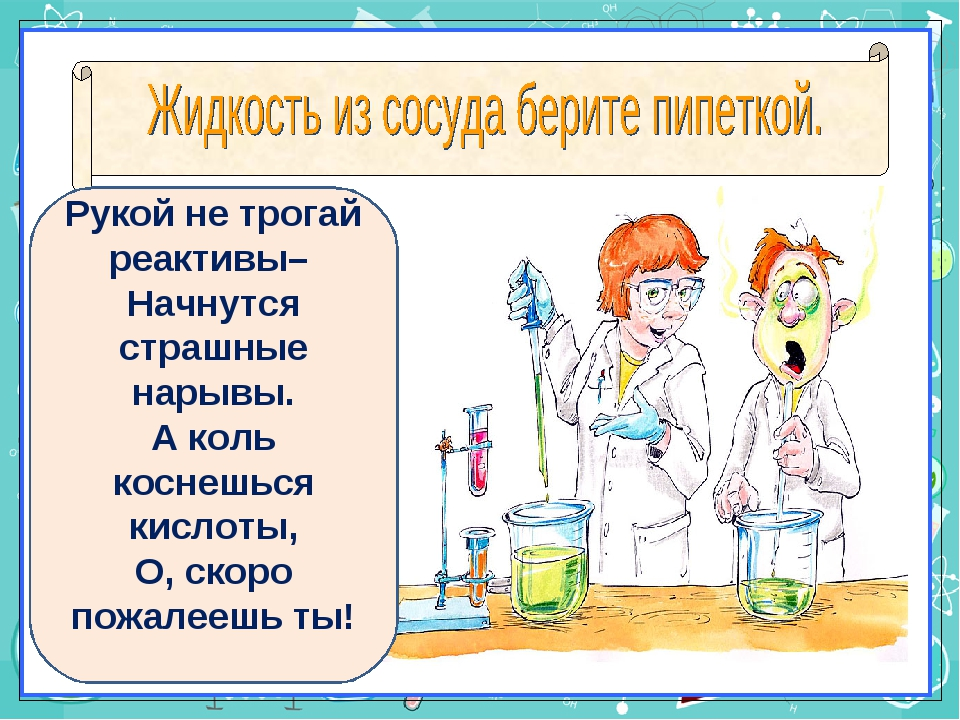 Жидкость из сосуда берите пипеткой.
Рукой не трогай
реактивы–
Начнутся
страшные
нарывы.
А коль
коснешься
кислоты,
О, скоро
пожалеешь ты!